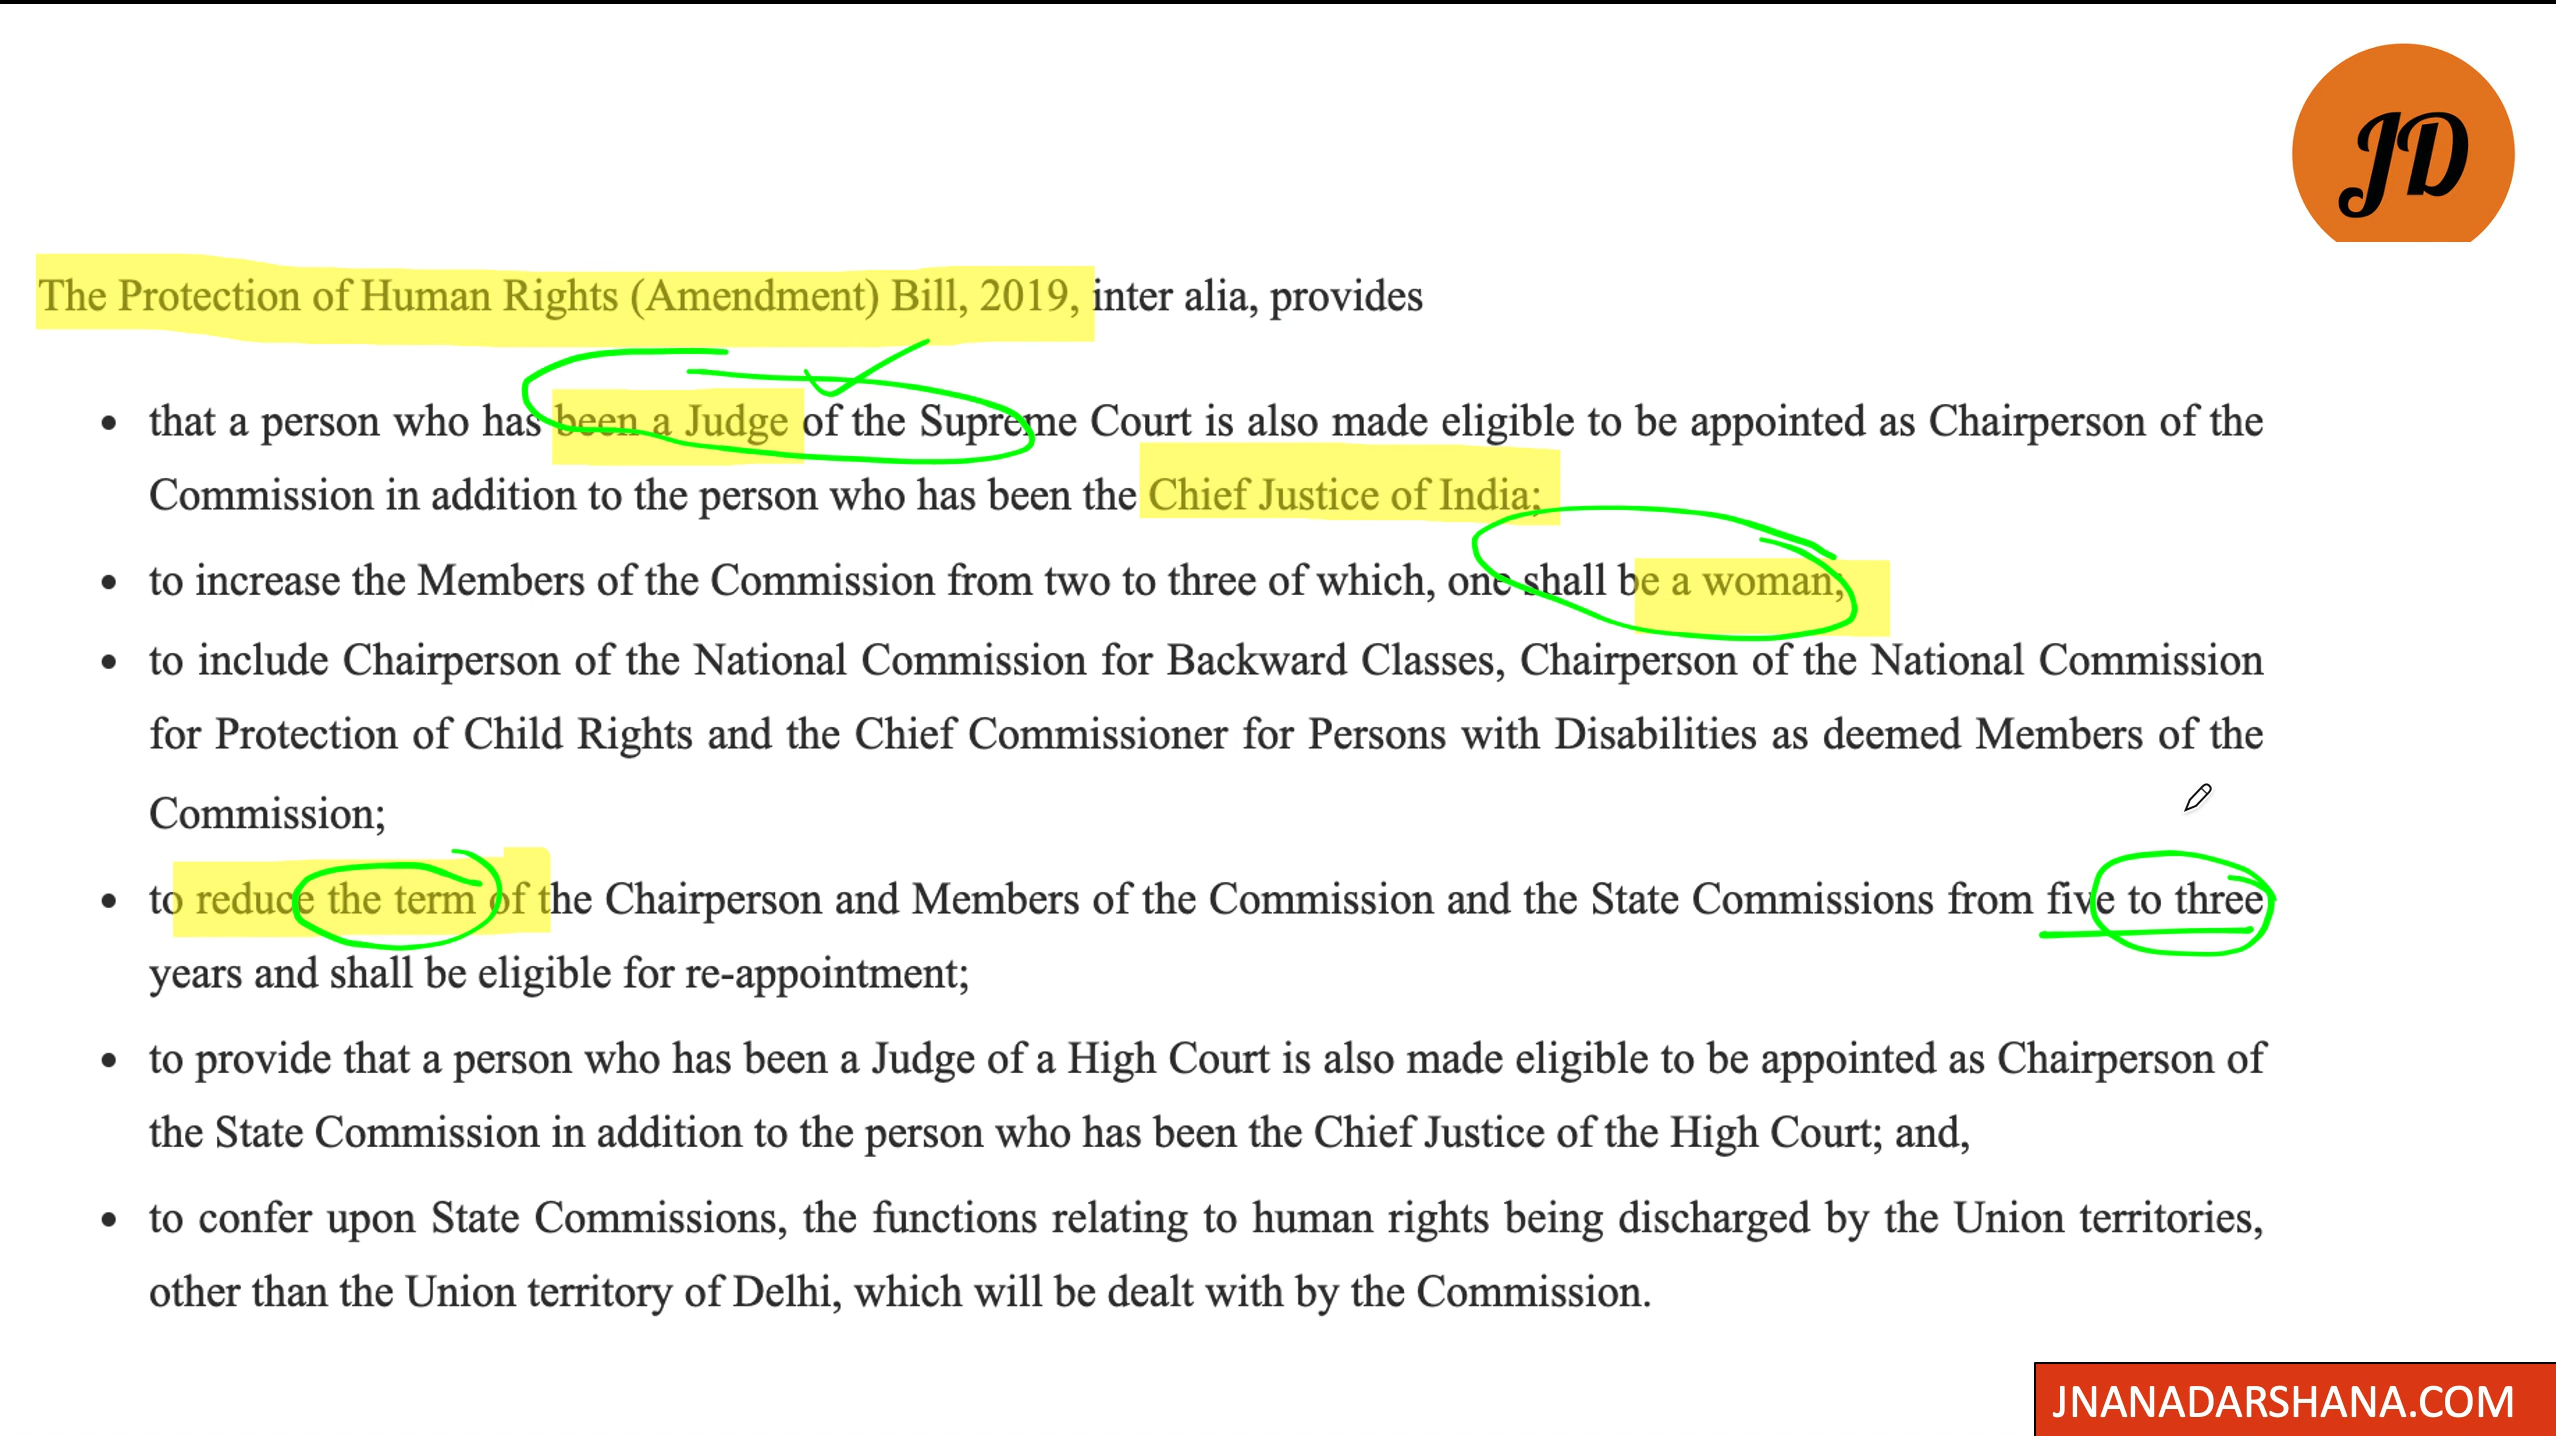 JD
The Protection of Human Rights (Amendment) Bill, 2019, inter alia, provides
• that a person who has been a Judge of the Supreme Court is also made eligible to be appointed as Chairperson of the
Commission in addition to the person who has been the Chief Justice of India;
• to increase the Members of the Commission from two to three of which, one shall be a woman;
• to include Chairperson of the National Commission for Backward Classes, Chairperson of the National Commission
for Protection of Child Rights and the Chief Commissioner for Persons with Disabilities as deemed Members of the
Commission;
• to reduce the term of the Chairperson and Members of the Commission and the State Commissions from five to three
years and shall be eligible for re-appointment;
• to provide that a person who has been a Judge of a High Court is also made eligible to be appointed as Chairperson of
the State Commission in addition to the person who has been the Chief Justice of the High Court; and,
• to confer upon State Commissions, the functions relating to human rights being discharged by the Union territories,
other than the Union territory of Delhi, which will be dealt with by the Commission.
JNANADARSHANA.COM